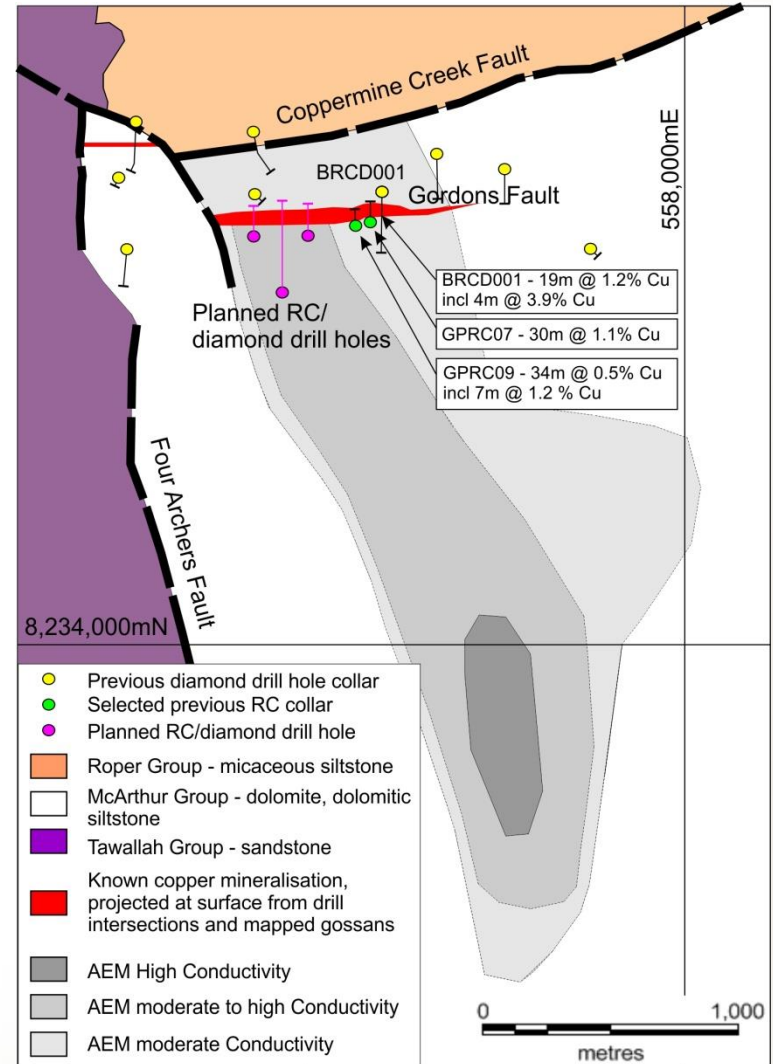 Coppermine Creek Fault
BRCD001
Gordons Fault
558,000mE
BRCD001 - 19m @ 1.2% Cu
incl 4m @ 3.9% Cu
GPRC07 - 30m @ 1.1% Cu
GPRC09 - 34m @ 0.5% Cu
incl 7m @ 1.2 % Cu
Planned RC/
diamond drill holes
Four Archers Fault
8,234,000mN
Previous diamond drill hole collar
Selected previous RC collar
Planned RC/diamond drill hole
Roper Group - micaceous siltstone
McArthur Group - dolomite, dolomitic
siltstone
Tawallah Group - sandstone
Known copper mineralisation,
projected at surface from drill
intersections and mapped gossans
AEM High Conductivity
AEM moderate to high Conductivity
AEM moderate Conductivity
0 1,000
metres